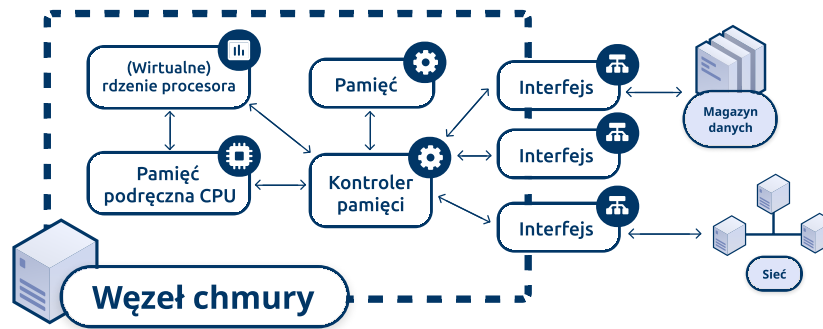 (Wirtualne)
rdzenie procesora
Pamięć
Interfejs
Magazyn
danych
Interfejs
Pamięć
podręczna CPU
Kontroler
pamięci
Interfejs
Sieć
Węzeł chmury